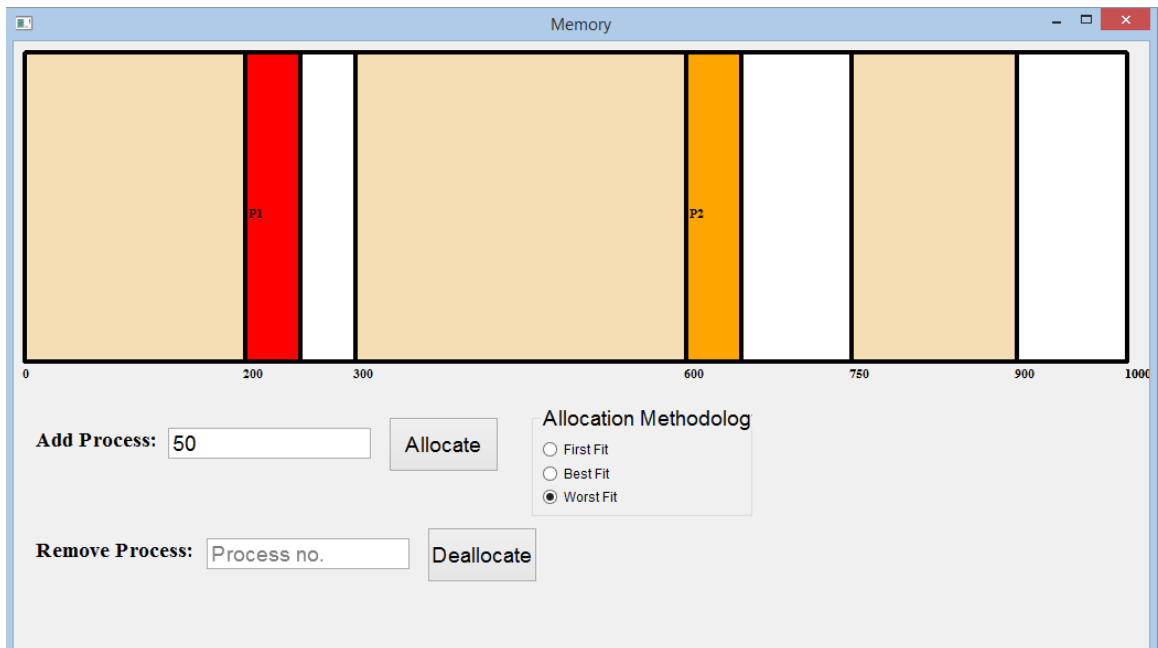 Memory
P1
P2
0 200 300 600 750 900 1000
Allocation Methodolog
Add Process: 50 Allocate
First Fit
Best Fit
Worst Fit
Remove Process: Process no. Deallocate